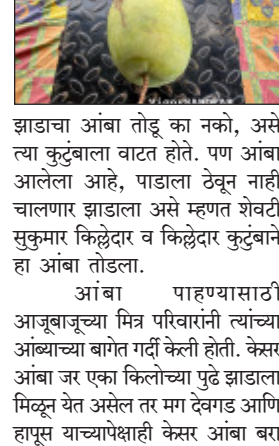 झाडाचा आंबा तोडू का नको, असे
त्या कुटुंबाला वाटत होते. पण आंबा
आलेला आहे, पाडाला ठेवून नाही
चालणार झाडाला असे म्हणत शेवटी
सुकुमार किल्लेदार व किल्लेदार कुटुंबाने
हा आंबा तोडला.
आंबा पाहण्यासाठी
आजूबाजूच्या मित्र परिवारांनी त्यांच्या
आंब्याच्या बागेत गर्दी केली होती. केसर
आंबा जर एका किलोच्या पुढे झाडाला
मिळून येत असेल तर मग देवगड आणि
हापूस याच्यापेक्षाही केसर आंबा बरा